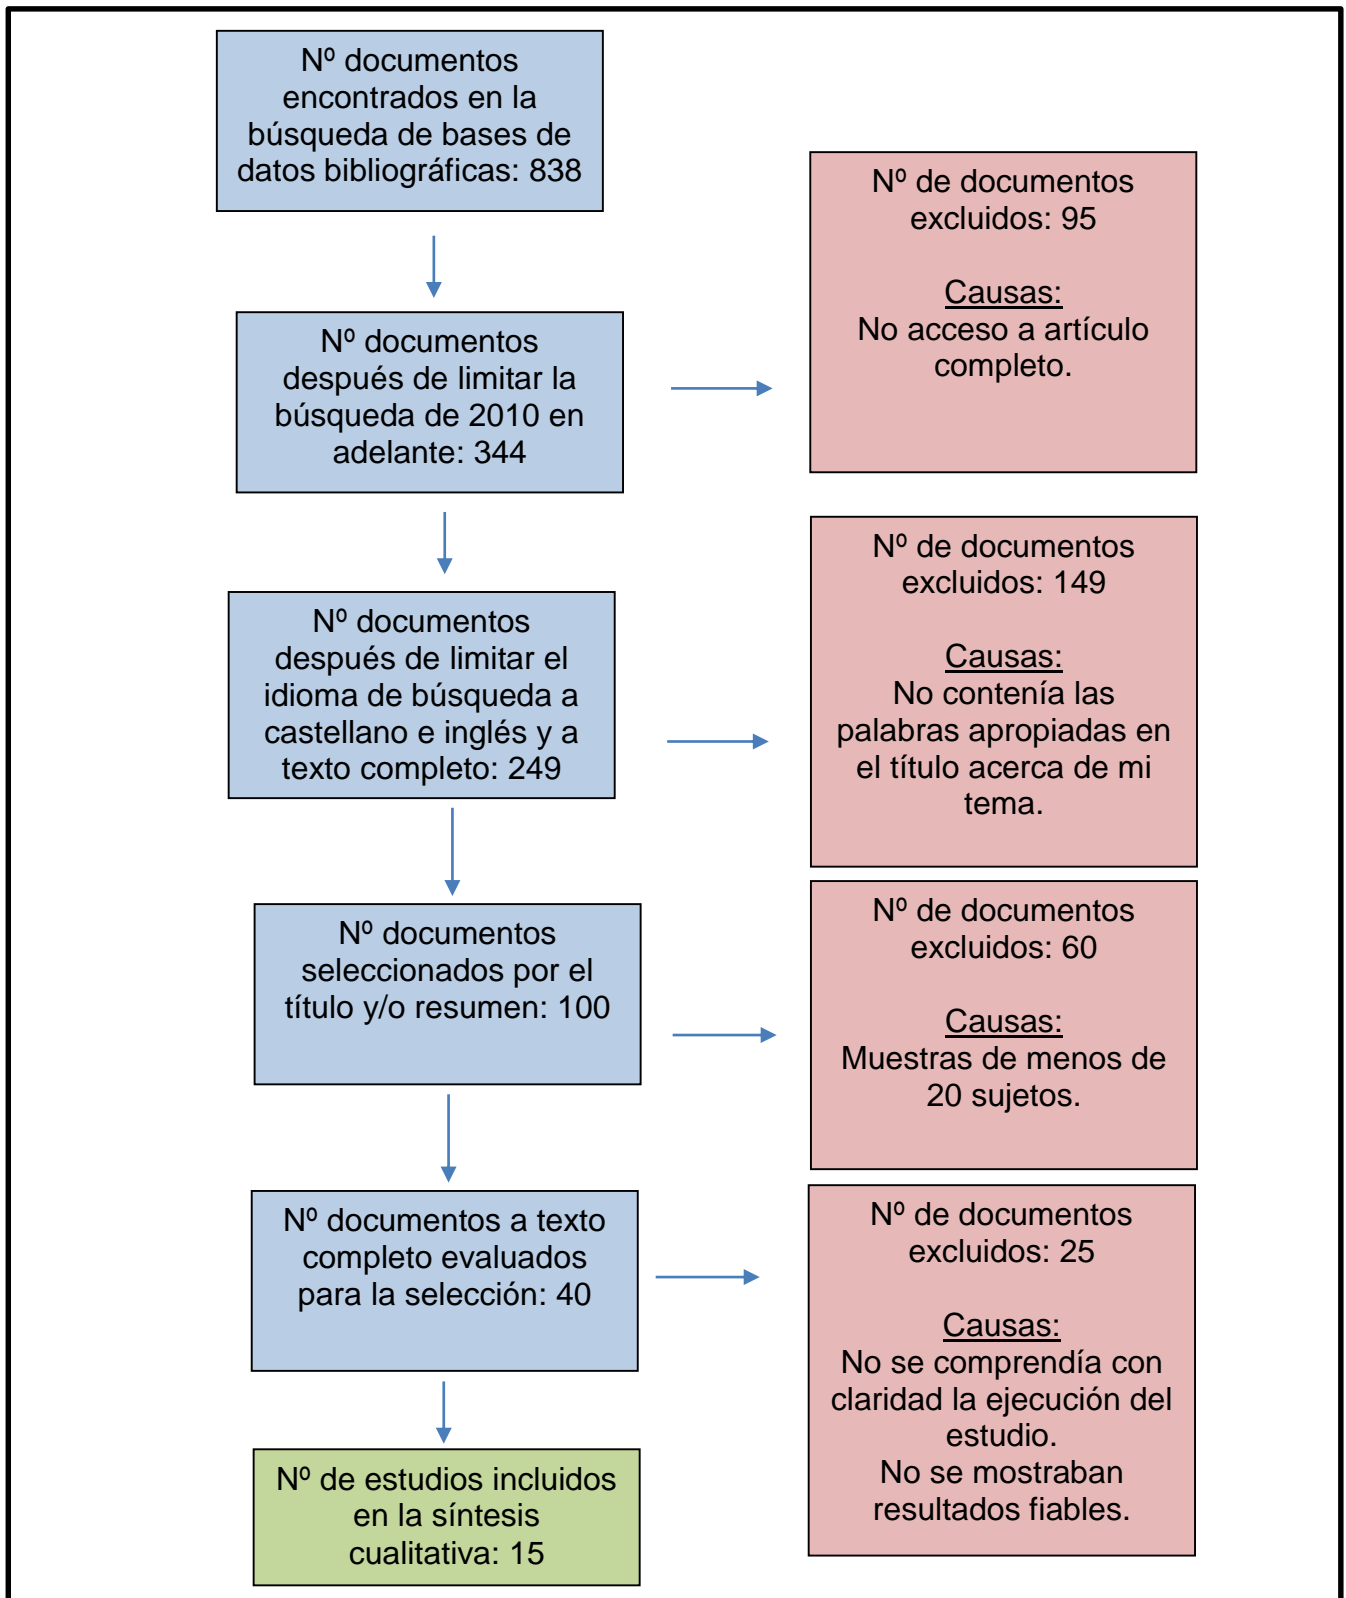 Nº documentos
encontrados en la
búsqueda de bases de
datos bibliográficas: 838
Nº de documentos
excluidos: 95
Causas:
No acceso a artículo
completo.
Nº documentos
después de limitar la
búsqueda de 2010 en
adelante: 344
Nº de documentos
excluidos: 149
Causas:
No contenía las
palabras apropiadas en
el título acerca de mi
tema.
Nº documentos
después de limitar el
idioma de búsqueda a
castellano e inglés y a
texto completo: 249
Nº de documentos
excluidos: 60
Causas:
Muestras de menos de
20 sujetos.
Nº documentos
seleccionados por el
título y/o resumen: 100
Nº de documentos
excluidos: 25
Causas:
No se comprendía con
claridad la ejecución del
estudio.
No se mostraban
resultados fiables.
Nº documentos a texto
completo evaluados
para la selección: 40
Nº de estudios incluidos
en la síntesis
cualitativa: 15